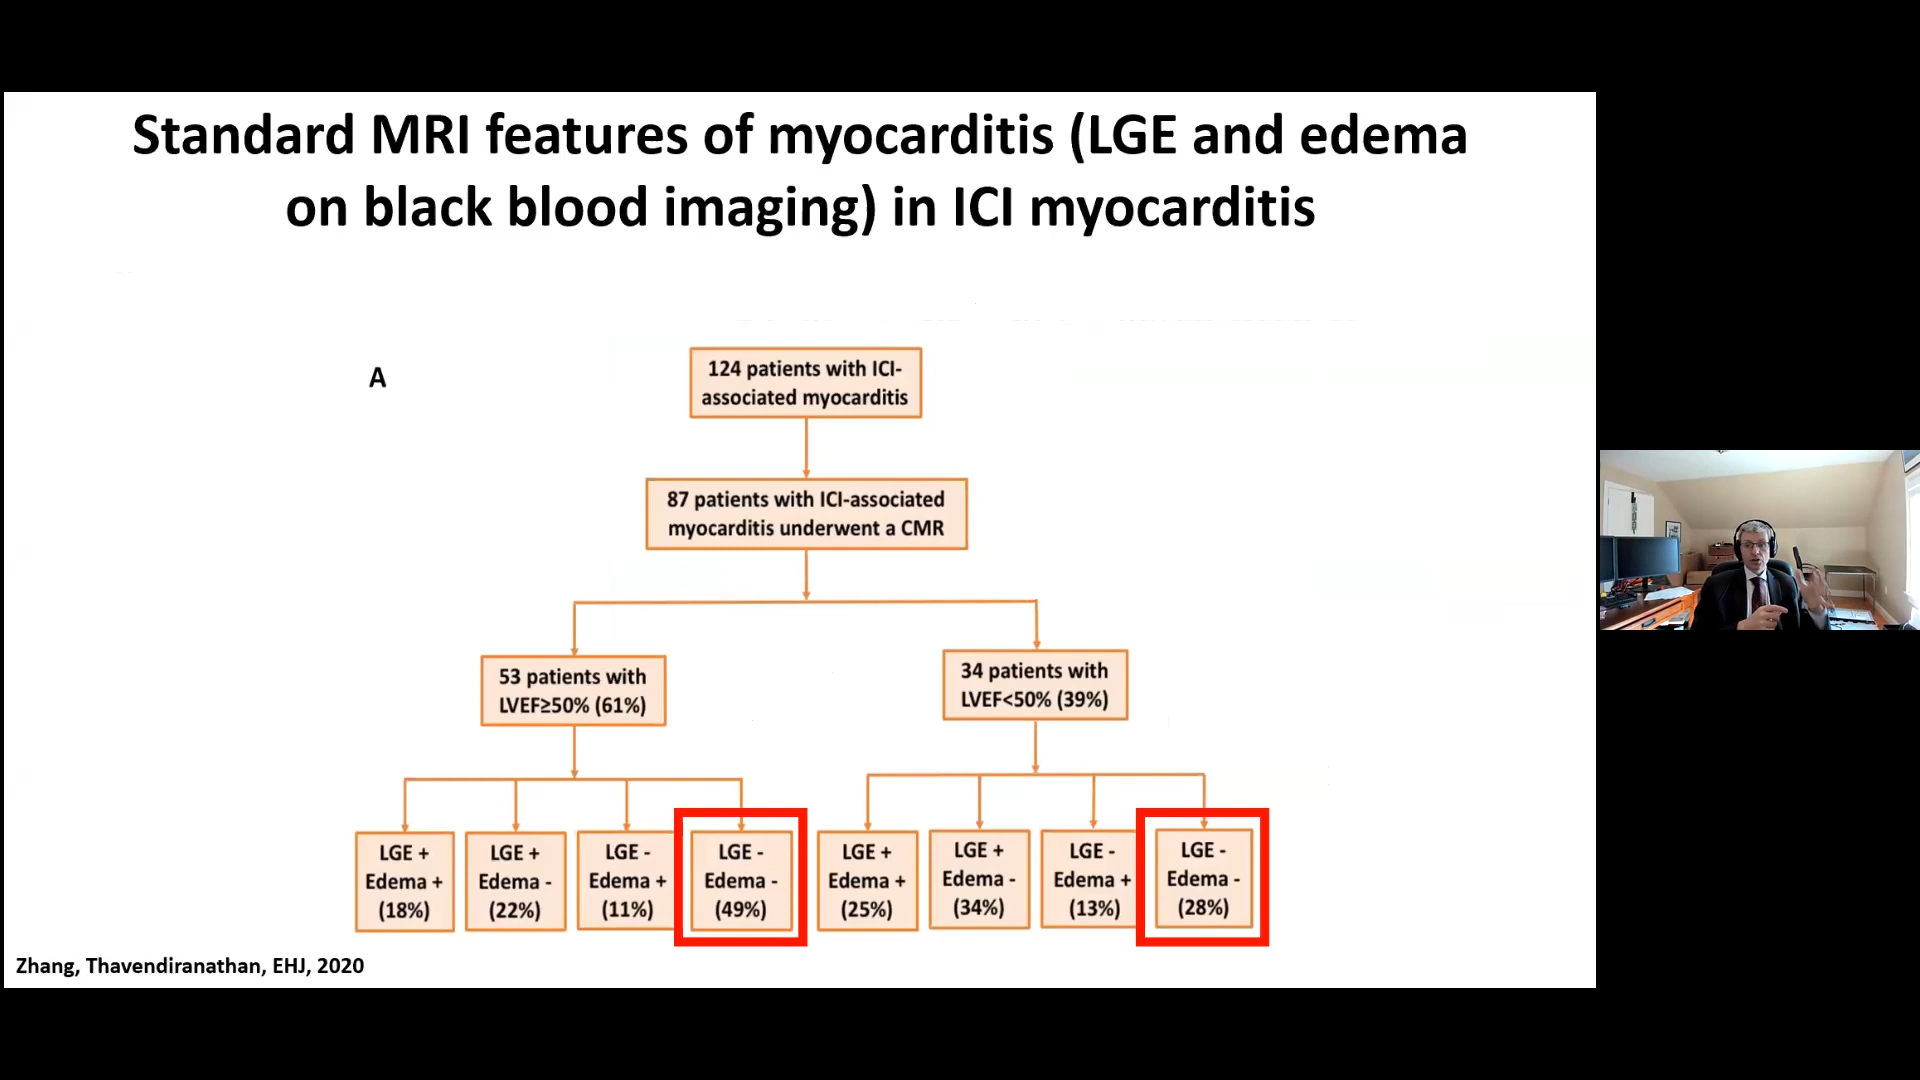 Standard MRI features of myocarditis (LGE and edema
on black blood imaging) in ICI myocarditis
A
124 patients with ICI-
associated myocarditis
87 patients with ICI-associated
myocarditis underwent a CMR
53 patients with
LVEF≥50% (61%)
34 patients with
LVEF<50% (39%)
LGE +
Edema +
(18%)
LGE +
Edema -
(22%)
LGE -
Edema +
(11%)
LGE -
Edema -
(49%)
LGE +
Edema +
(25%)
LGE +
Edema -
(34%)
LGE -
Edema +
(13%)
LGE -
Edema -
(28%)
Zhang, Thavendiranathan, EHJ, 2020